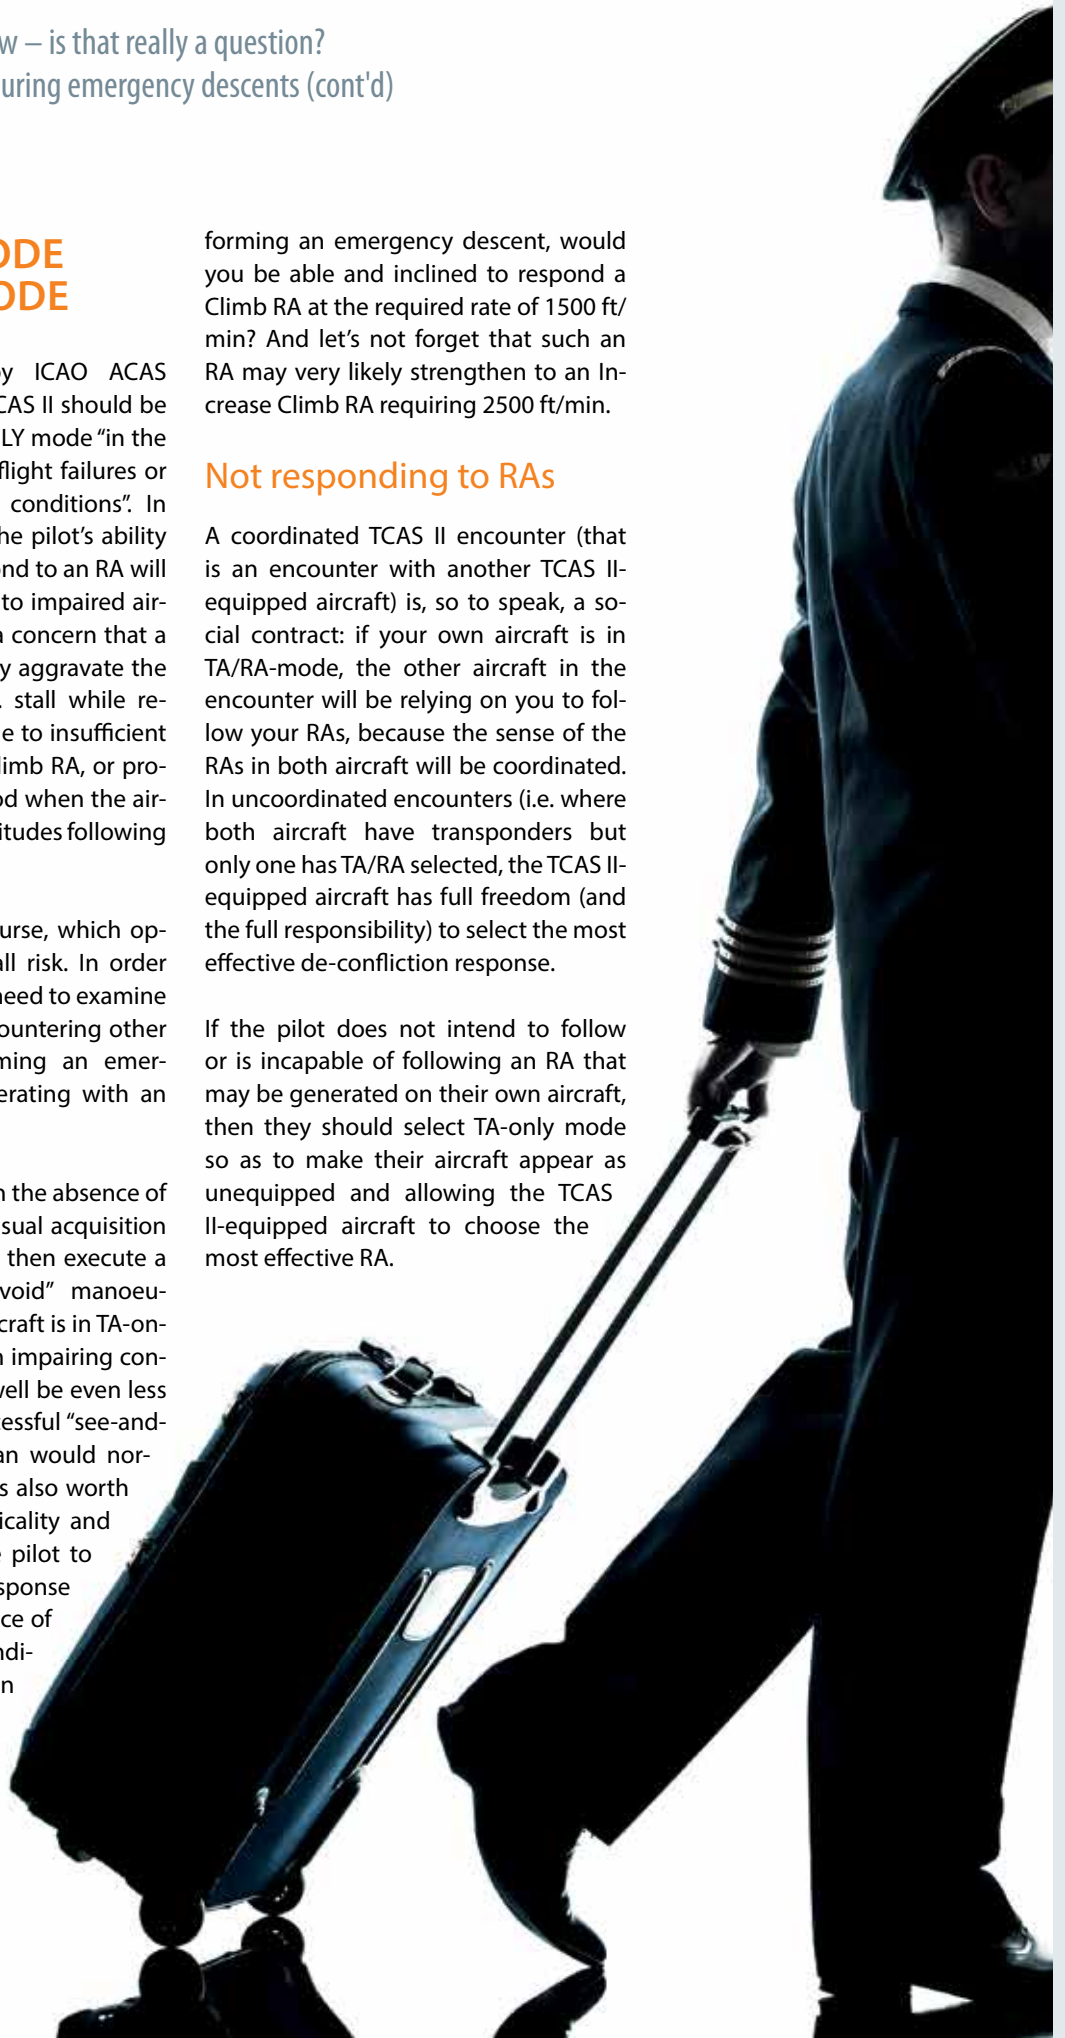 w – is that really a question?
uring emergency descents (cont'd)
ODE
ODE
by ICAO ACAS
CAS II should be
LY mode “in the
flight failures or
conditions”. In
he pilot’s ability
ond to an RA will
to impaired air-
a concern that a
y aggravate the
. stall while re-
e to insufficient
limb RA, or pro-
od when the air-
itudes following
urse, which op-
all risk. In order
need to examine
ountering other
ming an emer-
erating with an
n the absence of
sual acquisition
then execute a
void” manoeu-
craft is in TA-on-
n impairing con-
well be even less
cessful “see-and-
an would nor-
s also worth
icality and
e pilot to
sponse
ce of
ndi-
n
forming an emergency descent, would
you be able and inclined to respond a
Climb RA at the required rate of 1500 ft/
min? And let’s not forget that such an
RA may very likely strengthen to an In-
crease Climb RA requiring 2500 ft/min.
Not responding to RAs
A coordinated TCAS II encounter (that
is an encounter with another TCAS II-
equipped aircraft) is, so to speak, a so-
cial contract: if your own aircraft is in
TA/RA-mode, the other aircraft in the
encounter will be relying on you to fol-
low your RAs, because the sense of the
RAs in both aircraft will be coordinated.
In uncoordinated encounters (i.e. where
both aircraft have transponders but
only one has TA/RA selected, the TCAS II-
equipped aircraft has full freedom (and
the full responsibility) to select the most
effective de-confliction response.
If the pilot does not intend to follow
or is incapable of following an RA that
may be generated on their own aircraft,
then they should select TA-only mode
so as to make their aircraft appear as
unequipped and allowing the TCAS
II-equipped aircraft to choose the
most effective RA.